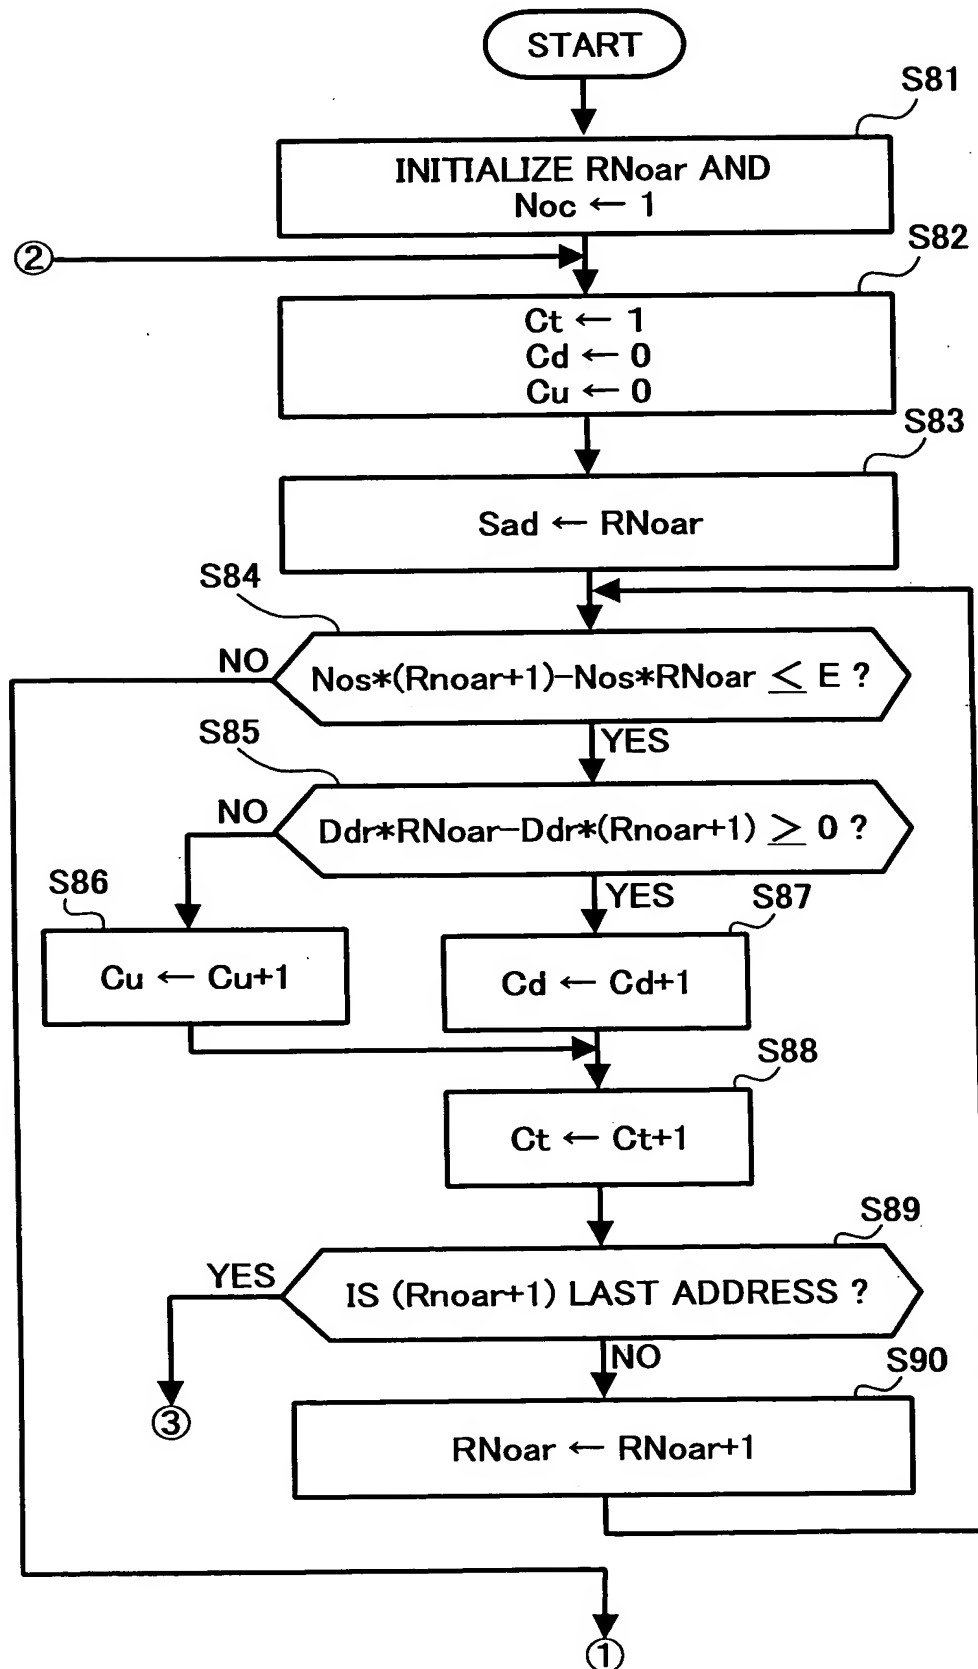 START
S81
INITIALIZE RNoar AND
Noc ← 1
②
S82
Ct ← 1
Cd ← 0
Cu ← 0
S83
Sad ← RNoar
S84
NO
Nos*(Rnoar+1)-Nos*RNoar ≤ E ?
YES
S85
NO
Ddr*RNoar-Ddr*(Rnoar+1) ≥ 0 ?
YES
S86
Cu ← Cu+1
S87
Cd ← Cd+1
S88
Ct ← Ct+1
S89
YES
IS (Rnoar+1) LAST ADDRESS ?
NO
③
S90
RNoar ← RNoar+1
①